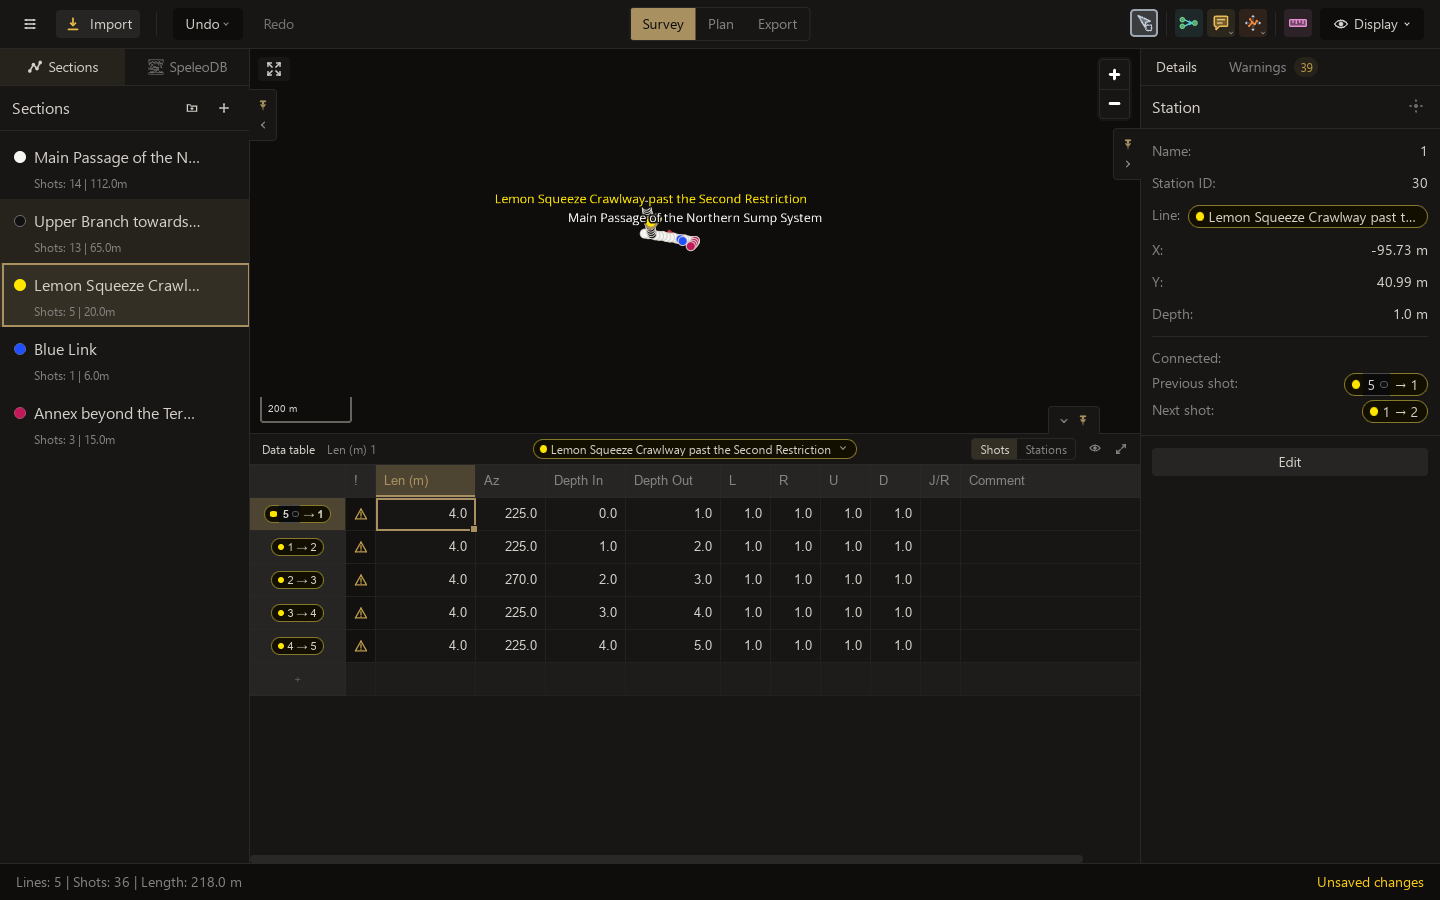 Import
Undo
Redo
Survey
Plan
Export
Display
Sections
SpeleoDB
Sections
Main Passage of the N...
Shots: 14 | 112.0m
Upper Branch towards...
Shots: 13 | 65.0m
Lemon Squeeze Crawl...
Shots: 5 | 20.0m
Blue Link
Shots: 1 | 6.0m
Annex beyond the Ter...
Shots: 3 | 15.0m
Lemon Squeeze Crawlway past the Second Restriction
Main Passage of the Northern Sump System
200 m
Details
Warnings 39
Station
Name: 1
Station ID: 30
Line: Lemon Squeeze Crawlway past t...
X: -95.73 m
Y: 40.99 m
Depth: 1.0 m
Connected:
Previous shot: 5 → 1
Next shot: 1 → 2
Edit
Data table Len (m) 1
Lemon Squeeze Crawlway past the Second Restriction
Shots Stations
! Len (m) Az Depth In Depth Out L R U D J/R Comment
5 → 1 4.0 225.0 0.0 1.0 1.0 1.0 1.0 1.0
1 → 2 4.0 225.0 1.0 2.0 1.0 1.0 1.0 1.0
2 → 3 4.0 270.0 2.0 3.0 1.0 1.0 1.0 1.0
3 → 4 4.0 225.0 3.0 4.0 1.0 1.0 1.0 1.0
4 → 5 4.0 225.0 4.0 5.0 1.0 1.0 1.0 1.0
+
Lines: 5 | Shots: 36 | Length: 218.0 m
Unsaved changes